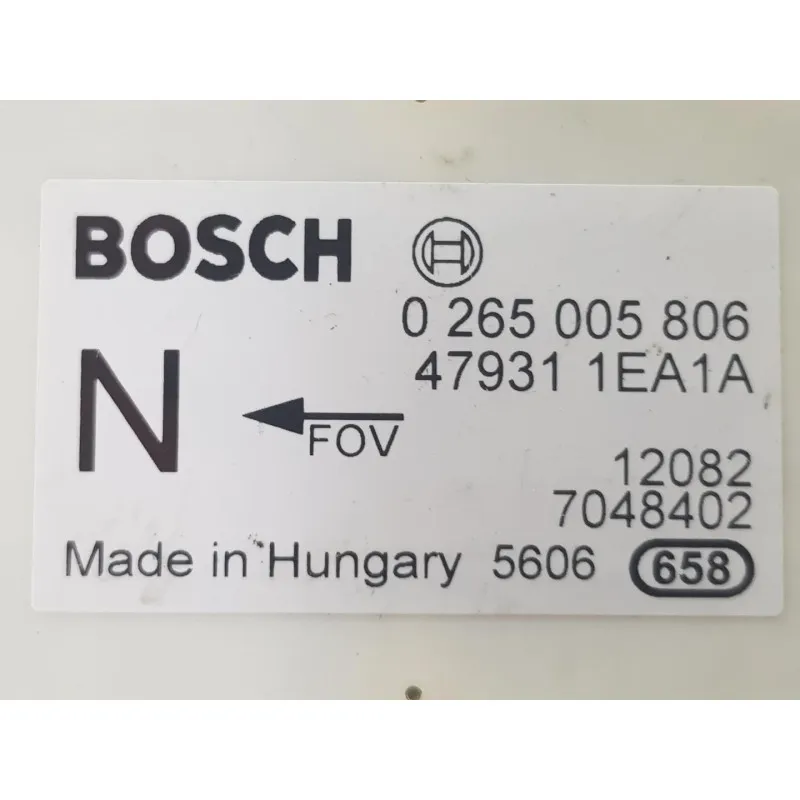 BOSCH
0 265 005 806
47931 1EA1A
N
FOV
12082
7048402
Made in Hungary 5606 658